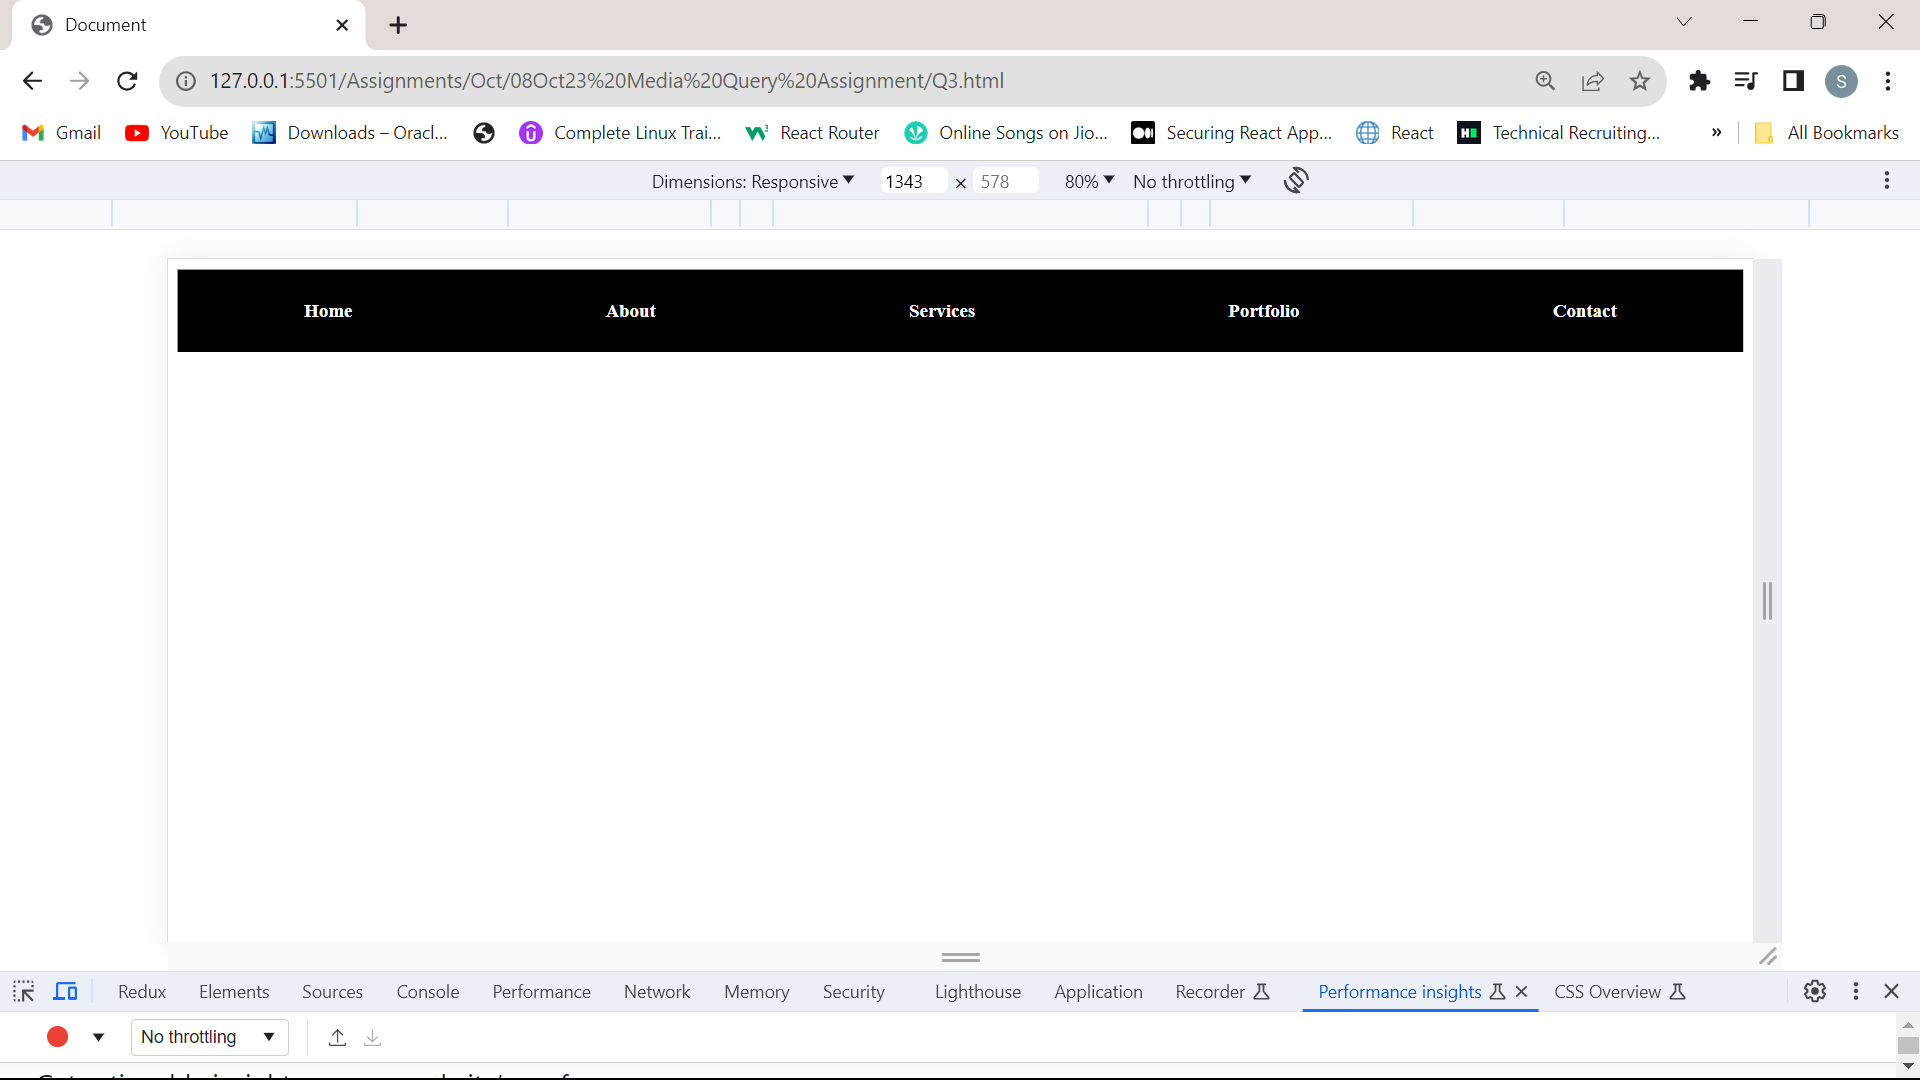 Document
127.0.0.1:5501/Assignments/Oct/08Oct23%20Media%20Query%20Assignment/Q3.html
S
Gmail YouTube Downloads – Oracl... Complete Linux Trai... React Router Online Songs on Jio... Securing React App... React Technical Recruiting... » All Bookmarks
Dimensions: Responsive 1343 × 578 80% No throttling
Home About Services Portfolio Contact
Redux Elements Sources Console Performance Network Memory Security Lighthouse Application Recorder Performance insights CSS Overview
No throttling